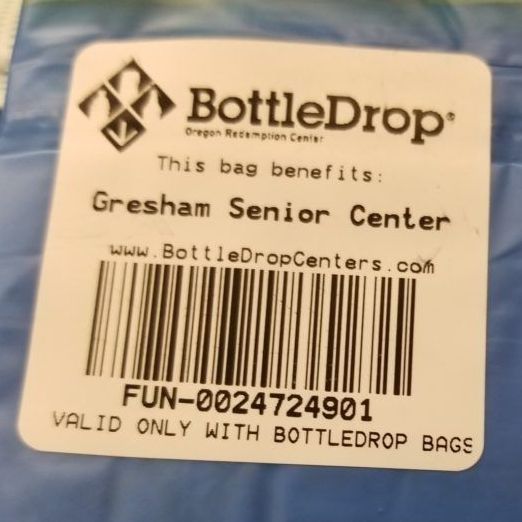 BottleDrop®
Oregon Redemption Center
This bag benefits:
Gresham Senior Center
www.BottleDropCenters.com
FUN-0024724901
VALID ONLY WITH BOTTLEDROP BAGS